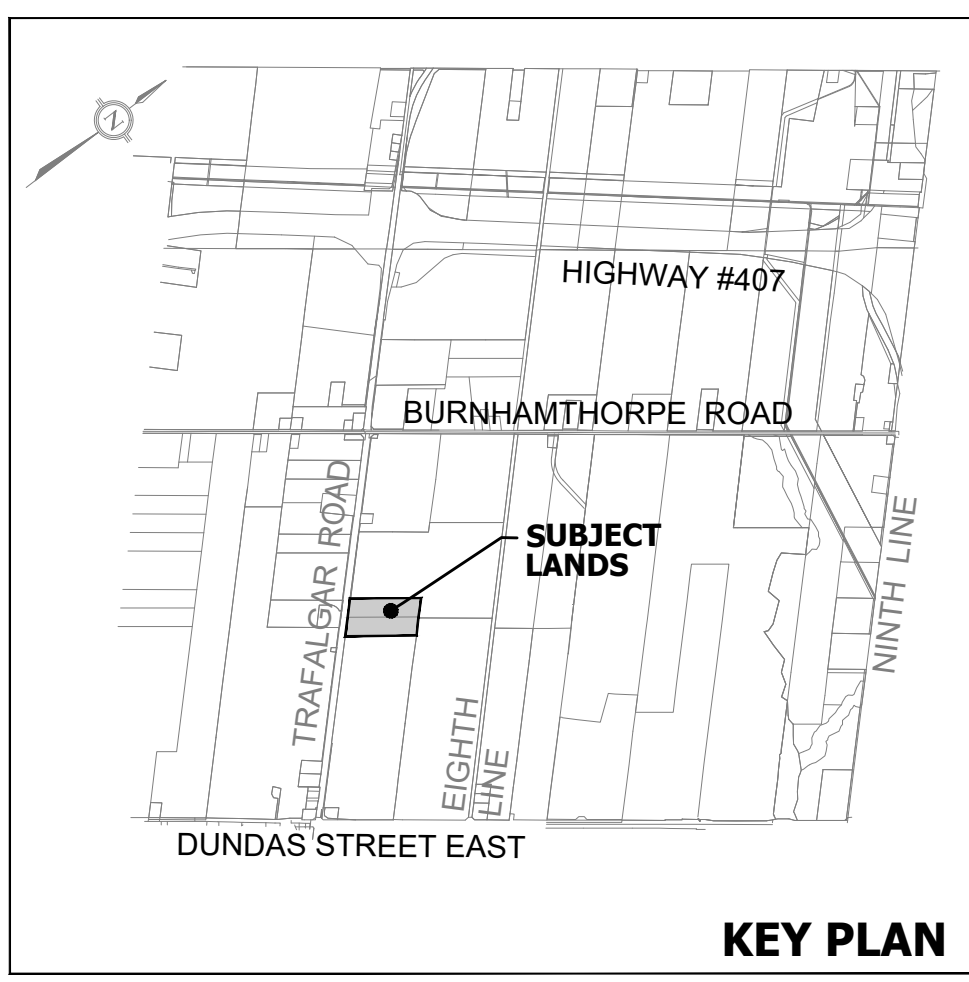 N
HIGHWAY #407
BURNHAMTHORPE ROAD
TRAFALGAR ROAD
SUBJECT
LANDS
NINTH LINE
EIGHTH
LINE
DUNDAS STREET EAST
KEY PLAN